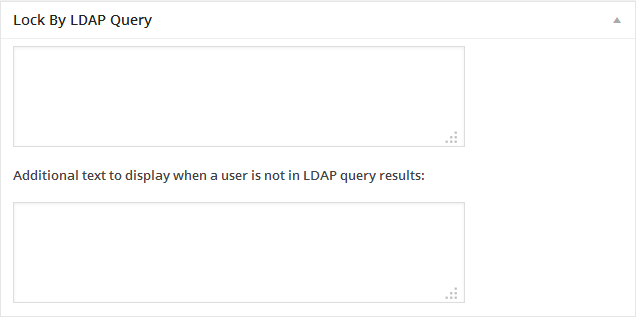 Lock By LDAP Query
Additional text to display when a user is not in LDAP query results: